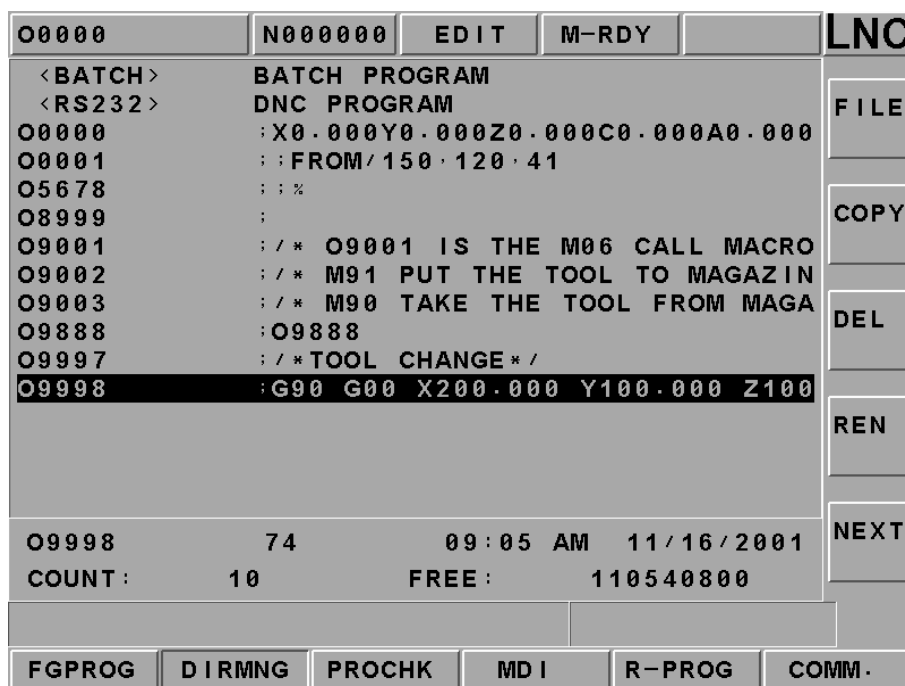 O0000 N000000 EDIT M-RDY LNC
<BATCH> BATCH PROGRAM
<RS232> DNC PROGRAM
O0000 ;X0.000Y0.000Z0.000C0.000A0.000
O0001 ;;FROM/150,120,41
O5678 ;;%
O8999 ;
O9001 ;/* O9001 IS THE M06 CALL MACRO
O9002 ;/* M91 PUT THE TOOL TO MAGAZIN
O9003 ;/* M90 TAKE THE TOOL FROM MAGA
O9888 ;O9888
O9997 ;/*TOOL CHANGE*/
O9998 ;G90 G00 X200.000 Y100.000 Z100
O9998 74 09:05 AM 11/16/2001
COUNT: 10 FREE: 110540800
FILE
COPY
DEL
REN
NEXT
FGPROG DIRMNG PROCHK MDI R-PROG COMM.